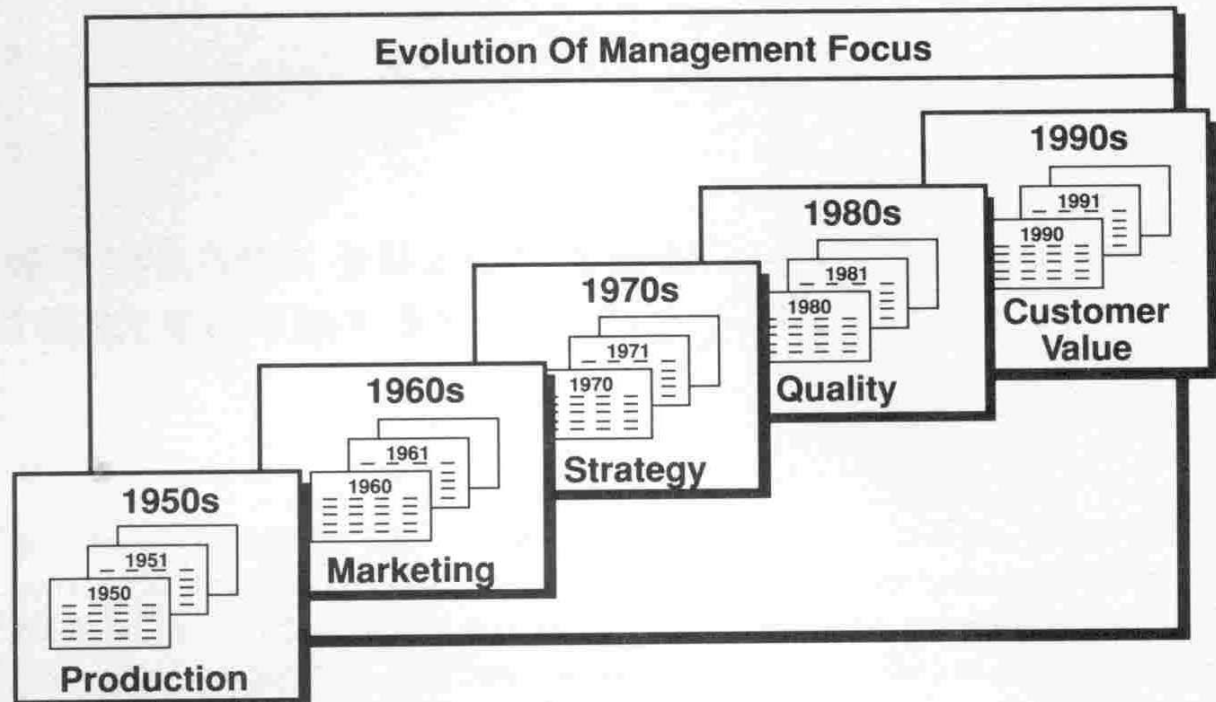 Evolution Of Management Focus
1950s
1951
1950
Production
1960s
1961
1960
Marketing
1970s
1971
1970
Strategy
1980s
1981
1980
Quality
1990s
1991
1990
Customer
Value